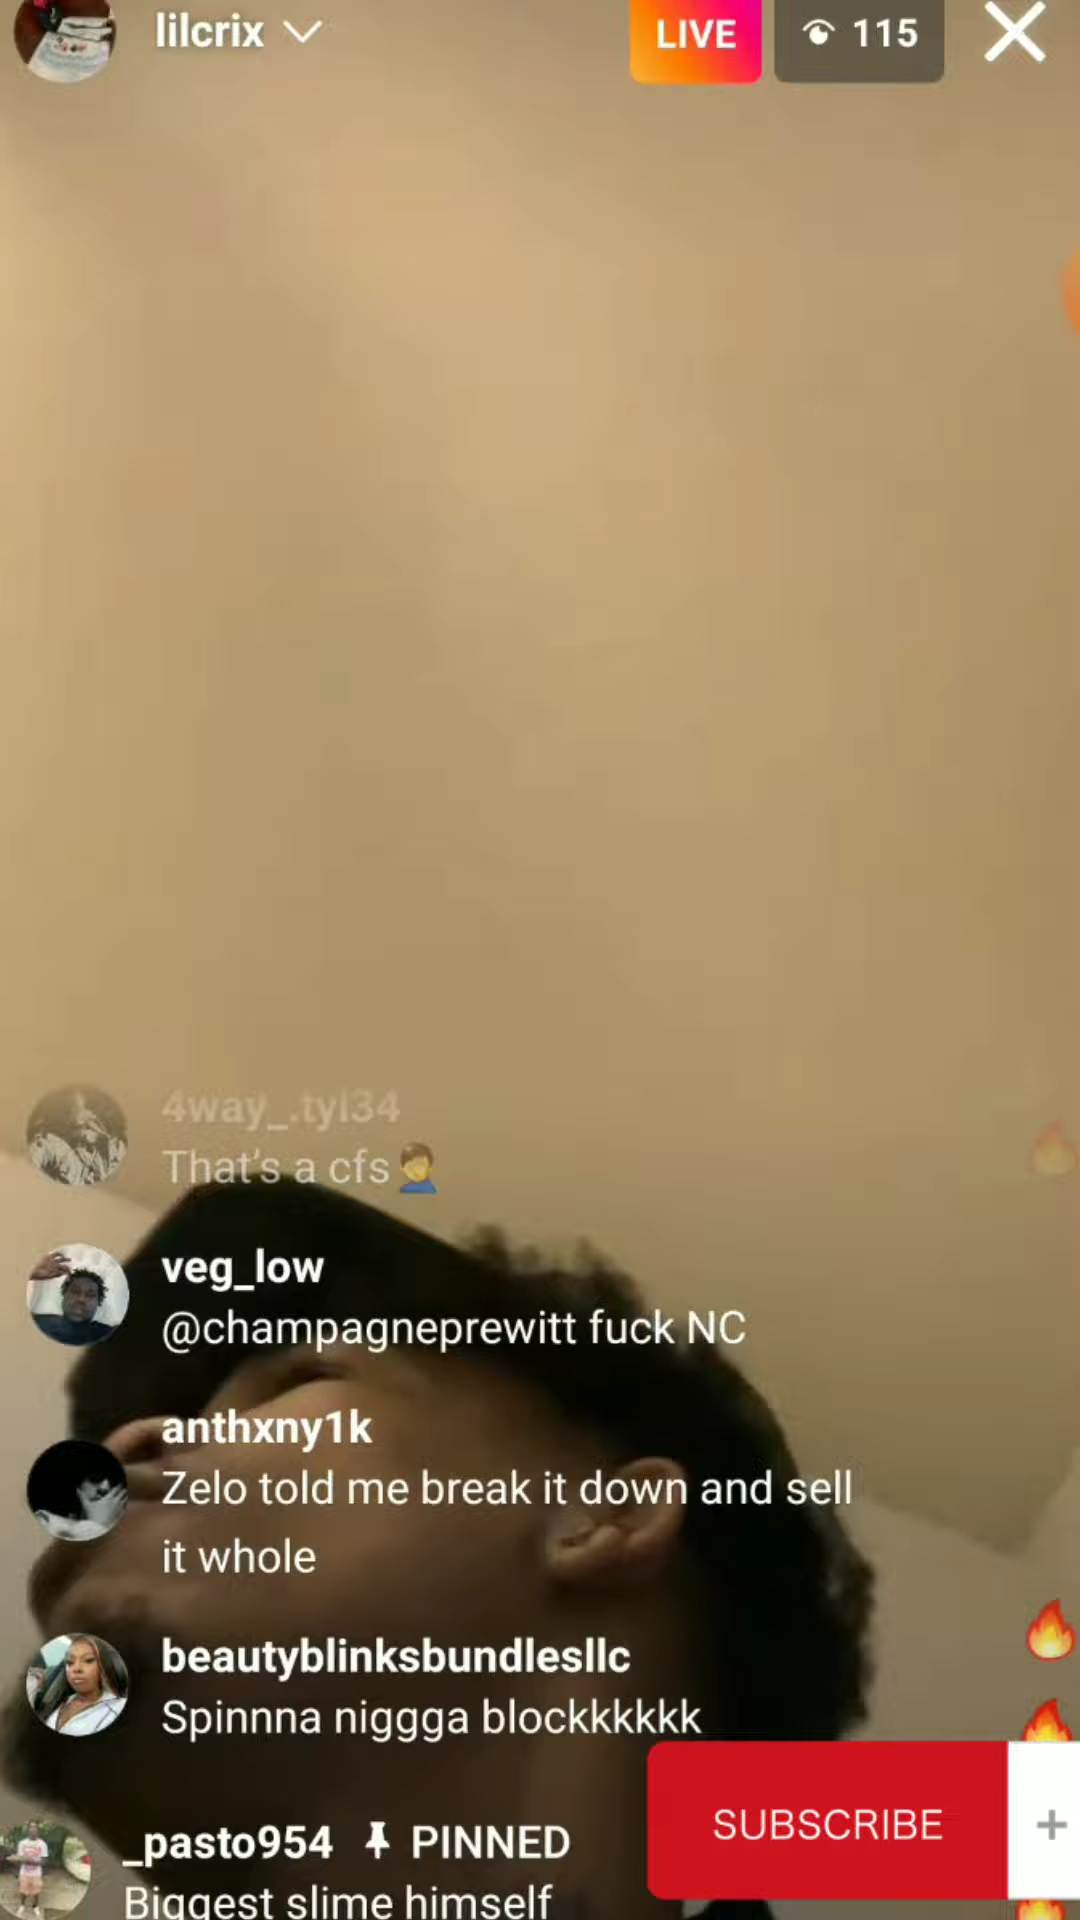 lilcrix
LIVE
115
4way_.tyl34
That's a cfs
veg_low
@champagneprewitt fuck NC
anthxny1k
Zelo told me break it down and sell
it whole
beautyblinksbundlesllc
Spinnna niggga blockkkkkk
_pasto954 PINNED
Biggest slime himself
SUBSCRIBE
+